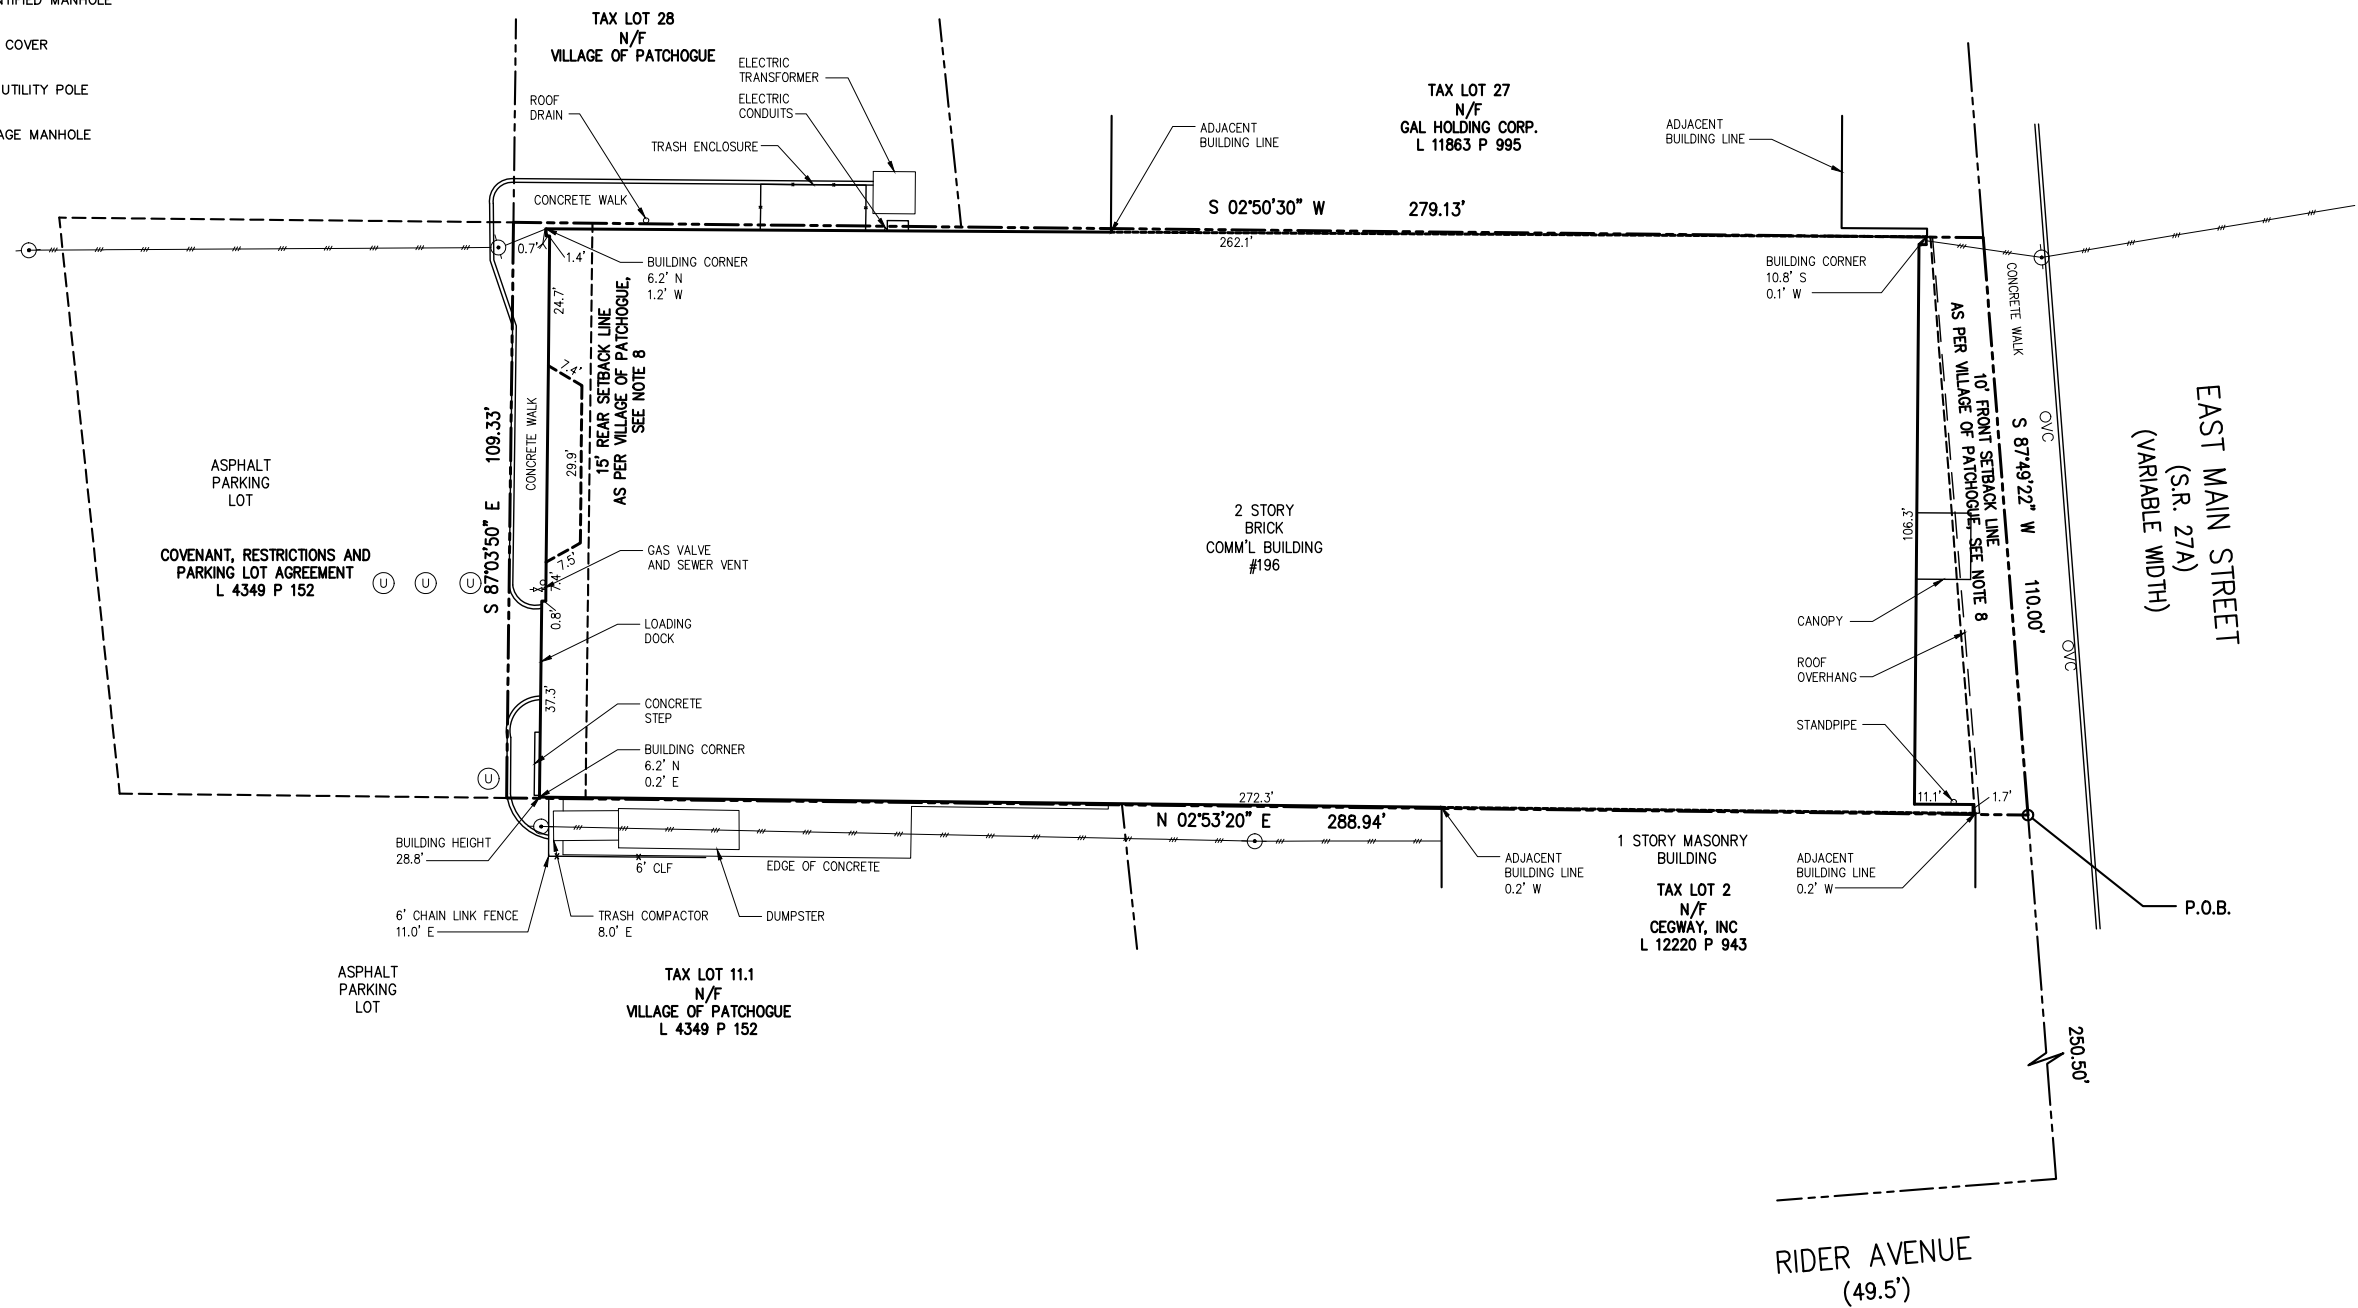 NTIFIED MANHOLE
COVER
UTILITY POLE
AGE MANHOLE
TAX LOT 28
N/F
VILLAGE OF PATCHOGUE
ELECTRIC
TRANSFORMER
ELECTRIC
CONDUITS
ROOF
DRAIN
TRASH ENCLOSURE
CONCRETE WALK
ADJACENT
BUILDING LINE
TAX LOT 27
N/F
GAL HOLDING CORP.
L 11863 P 995
ADJACENT
BUILDING LINE
S 02°50'30" W 279.13'
262.1'
0.7'
1.4'
BUILDING CORNER
6.2' N
1.2' W
BUILDING CORNER
10.8' S
0.1' W
24.7'
7.4'
29.9'
7.5'
7.4'
0.8'
37.3'
15' REAR SETBACK LINE
AS PER VILLAGE OF PATCHOGUE,
SEE NOTE 8
CONCRETE WALK
S 87°03'50" E 109.33'
ASPHALT
PARKING
LOT
COVENANT, RESTRICTIONS AND
PARKING LOT AGREEMENT
L 4349 P 152
U U U
GAS VALVE
AND SEWER VENT
LOADING
DOCK
CONCRETE
STEP
BUILDING CORNER
6.2' N
0.2' E
U
2 STORY
BRICK
COMM'L BUILDING
#196
106.3'
CANOPY
ROOF
OVERHANG
STANDPIPE
11.1'
1.7'
10' FRONT SETBACK LINE
AS PER VILLAGE OF PATCHOGUE, SEE NOTE 8
CONCRETE WALK
S 87°49'22" W 110.00'
OVC
OVC
EAST MAIN STREET
(S.R. 27A)
(VARIABLE WIDTH)
272.3'
N 02°53'20" E 288.94'
BUILDING HEIGHT
28.8'
6' CLF
EDGE OF CONCRETE
6' CHAIN LINK FENCE
11.0' E
TRASH COMPACTOR
8.0' E
DUMPSTER
ADJACENT
BUILDING LINE
0.2' W
1 STORY MASONRY
BUILDING
TAX LOT 2
N/F
CEGWAY, INC
L 12220 P 943
ADJACENT
BUILDING LINE
0.2' W
P.O.B.
ASPHALT
PARKING
LOT
TAX LOT 11.1
N/F
VILLAGE OF PATCHOGUE
L 4349 P 152
250.50'
RIDER AVENUE
(49.5')